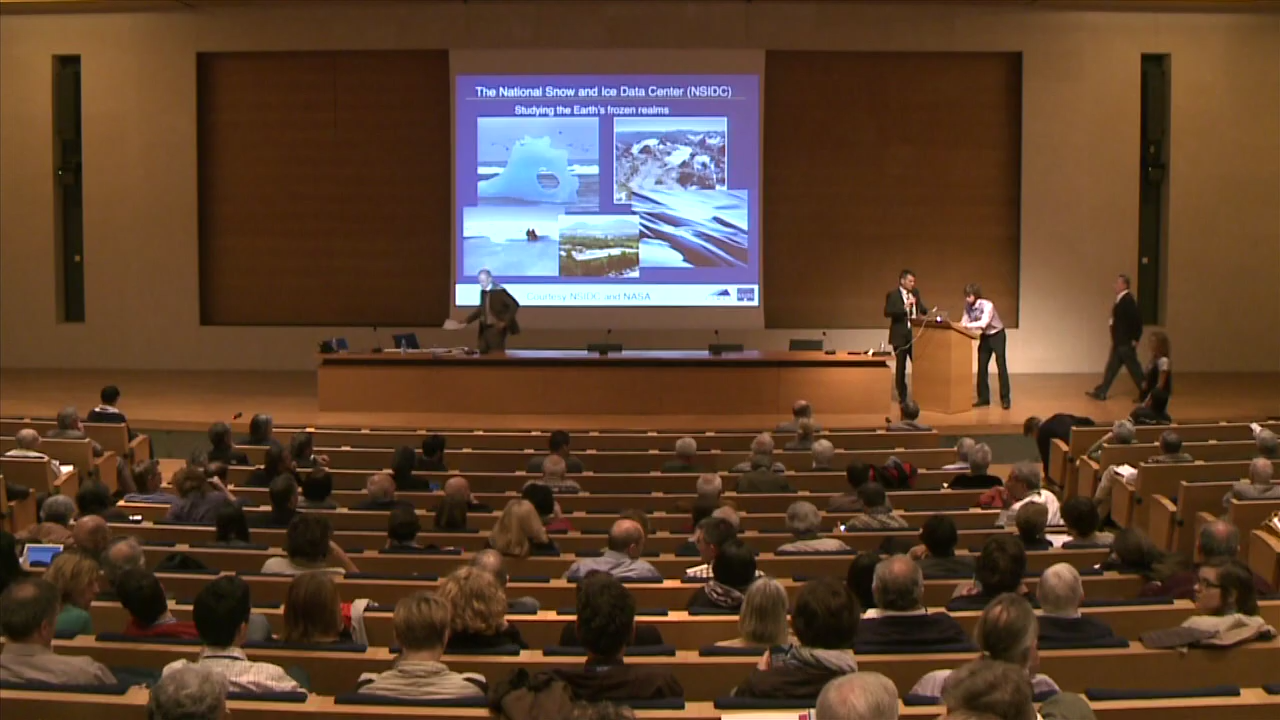 The National Snow and Ice Data Center (NSIDC)
Studying the Earth's frozen realms
Courtesy NSIDC and NASA